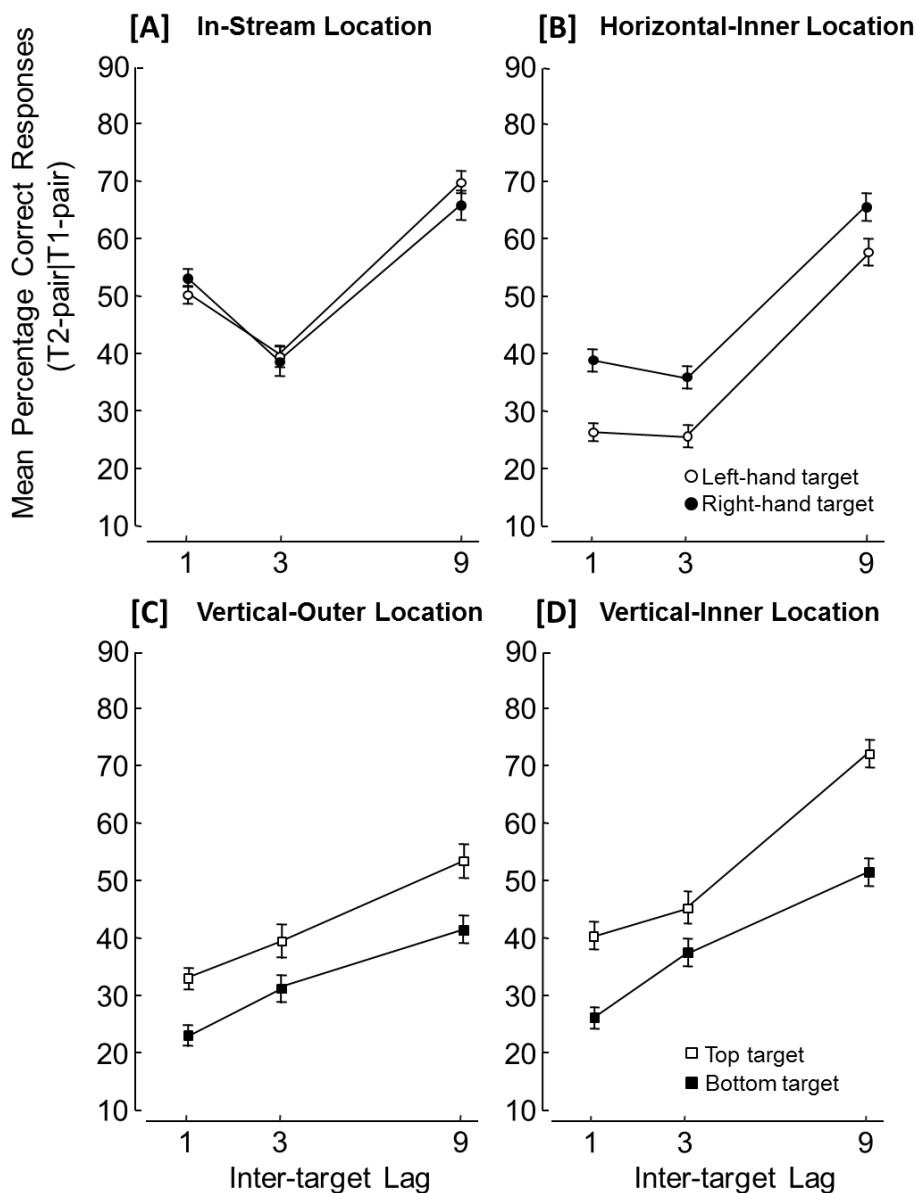 [A] In-Stream Location
[B] Horizontal-Inner Location
Mean Percentage Correct Responses
(T2-pair|T1-pair)
90
80
70
60
50
40
30
20
10
1 3 9
90
80
70
60
50
40
30
20
10
Left-hand target
Right-hand target
1 3 9
[C] Vertical-Outer Location
[D] Vertical-Inner Location
90
80
70
60
50
40
30
20
10
1 3 9
Inter-target Lag
90
80
70
60
50
40
30
20
10
Top target
Bottom target
1 3 9
Inter-target Lag